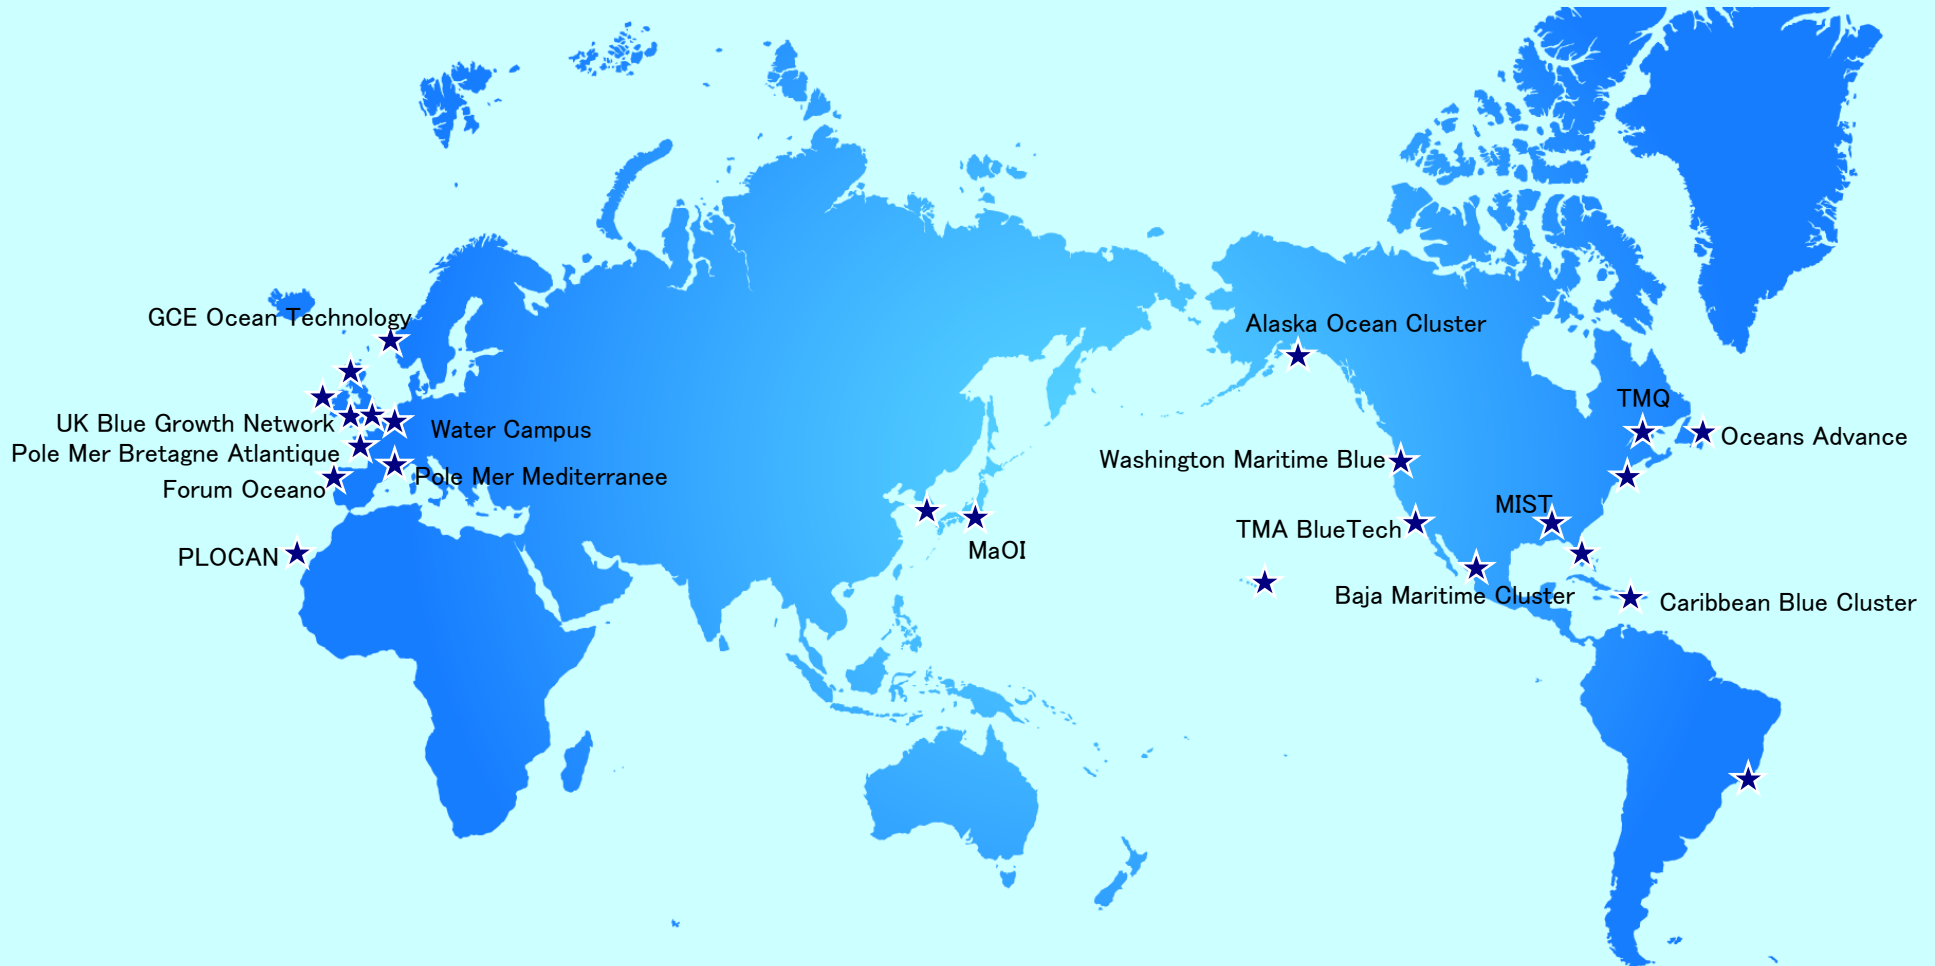 GCE Ocean Technology
Alaska Ocean Cluster
TMQ
UK Blue Growth Network
Water Campus
Oceans Advance
Pole Mer Bretagne Atlantique
Washington Maritime Blue
Pole Mer Mediterranee
Forum Oceano
MIST
TMA BlueTech
MaOI
PLOCAN
Baja Maritime Cluster
Caribbean Blue Cluster